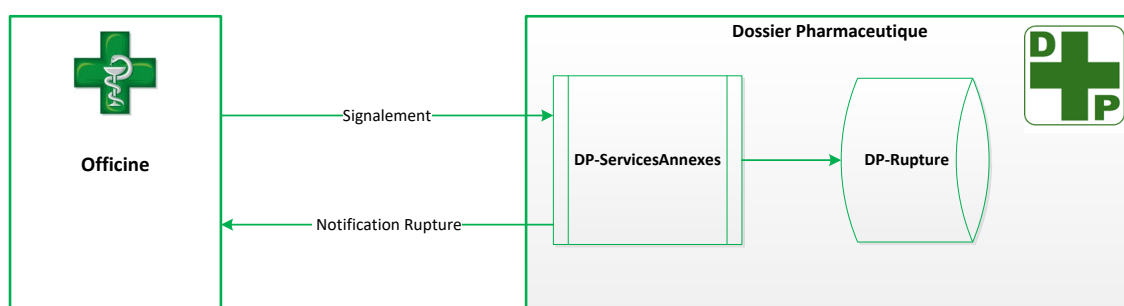 Dossier Pharmaceutique
D
P
Signalement
Officine
DP-ServicesAnnexes
DP-Rupture
Notification Rupture